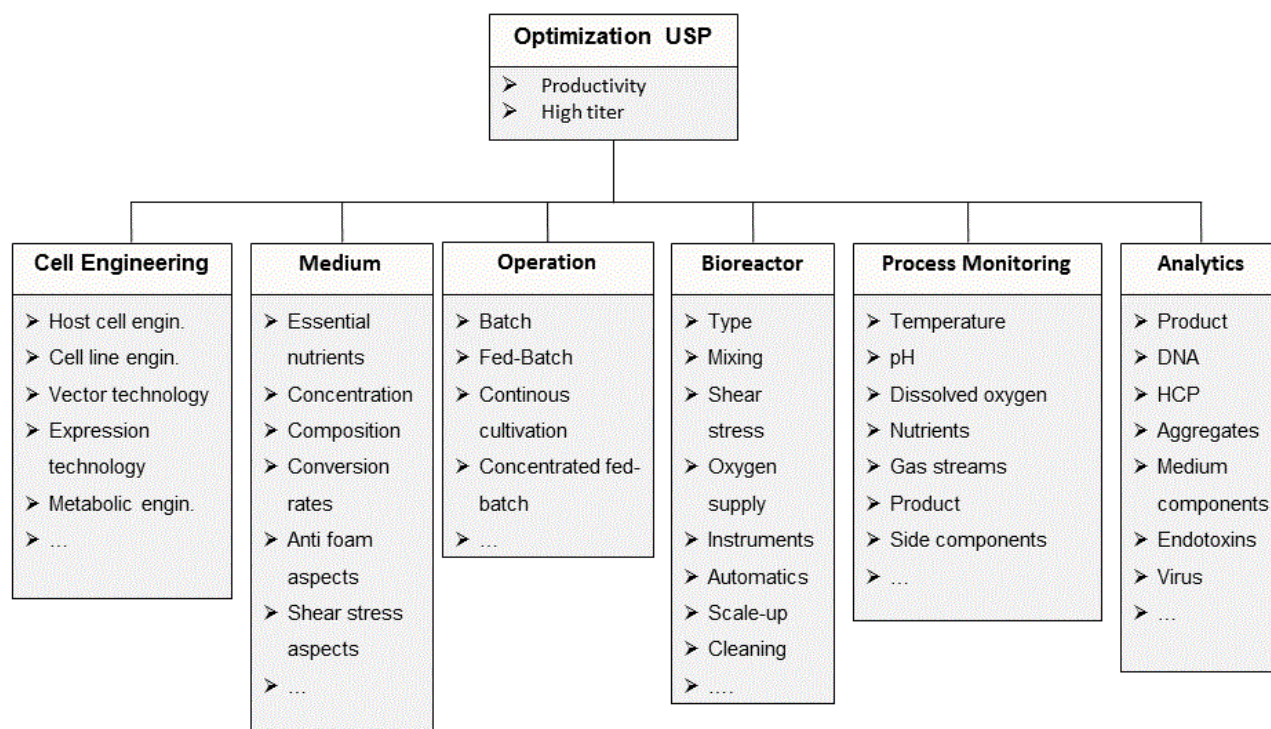 Optimization USP
➢ Productivity
➢ High titer
Cell Engineering
➢ Host cell engin.
➢ Cell line engin.
➢ Vector technology
➢ Expression
technology
➢ Metabolic engin.
➢ ...
Medium
➢ Essential
nutrients
➢ Concentration
➢ Composition
➢ Conversion
rates
➢ Anti foam
aspects
➢ Shear stress
aspects
➢ ...
Operation
➢ Batch
➢ Fed-Batch
➢ Continous
cultivation
➢ Concentrated fed-
batch
➢ ...
Bioreactor
➢ Type
➢ Mixing
➢ Shear
stress
➢ Oxygen
supply
➢ Instruments
➢ Automatics
➢ Scale-up
➢ Cleaning
➢ ....
Process Monitoring
➢ Temperature
➢ pH
➢ Dissolved oxygen
➢ Nutrients
➢ Gas streams
➢ Product
➢ Side components
➢ ...
Analytics
➢ Product
➢ DNA
➢ HCP
➢ Aggregates
➢ Medium
components
➢ Endotoxins
➢ Virus
➢ ...